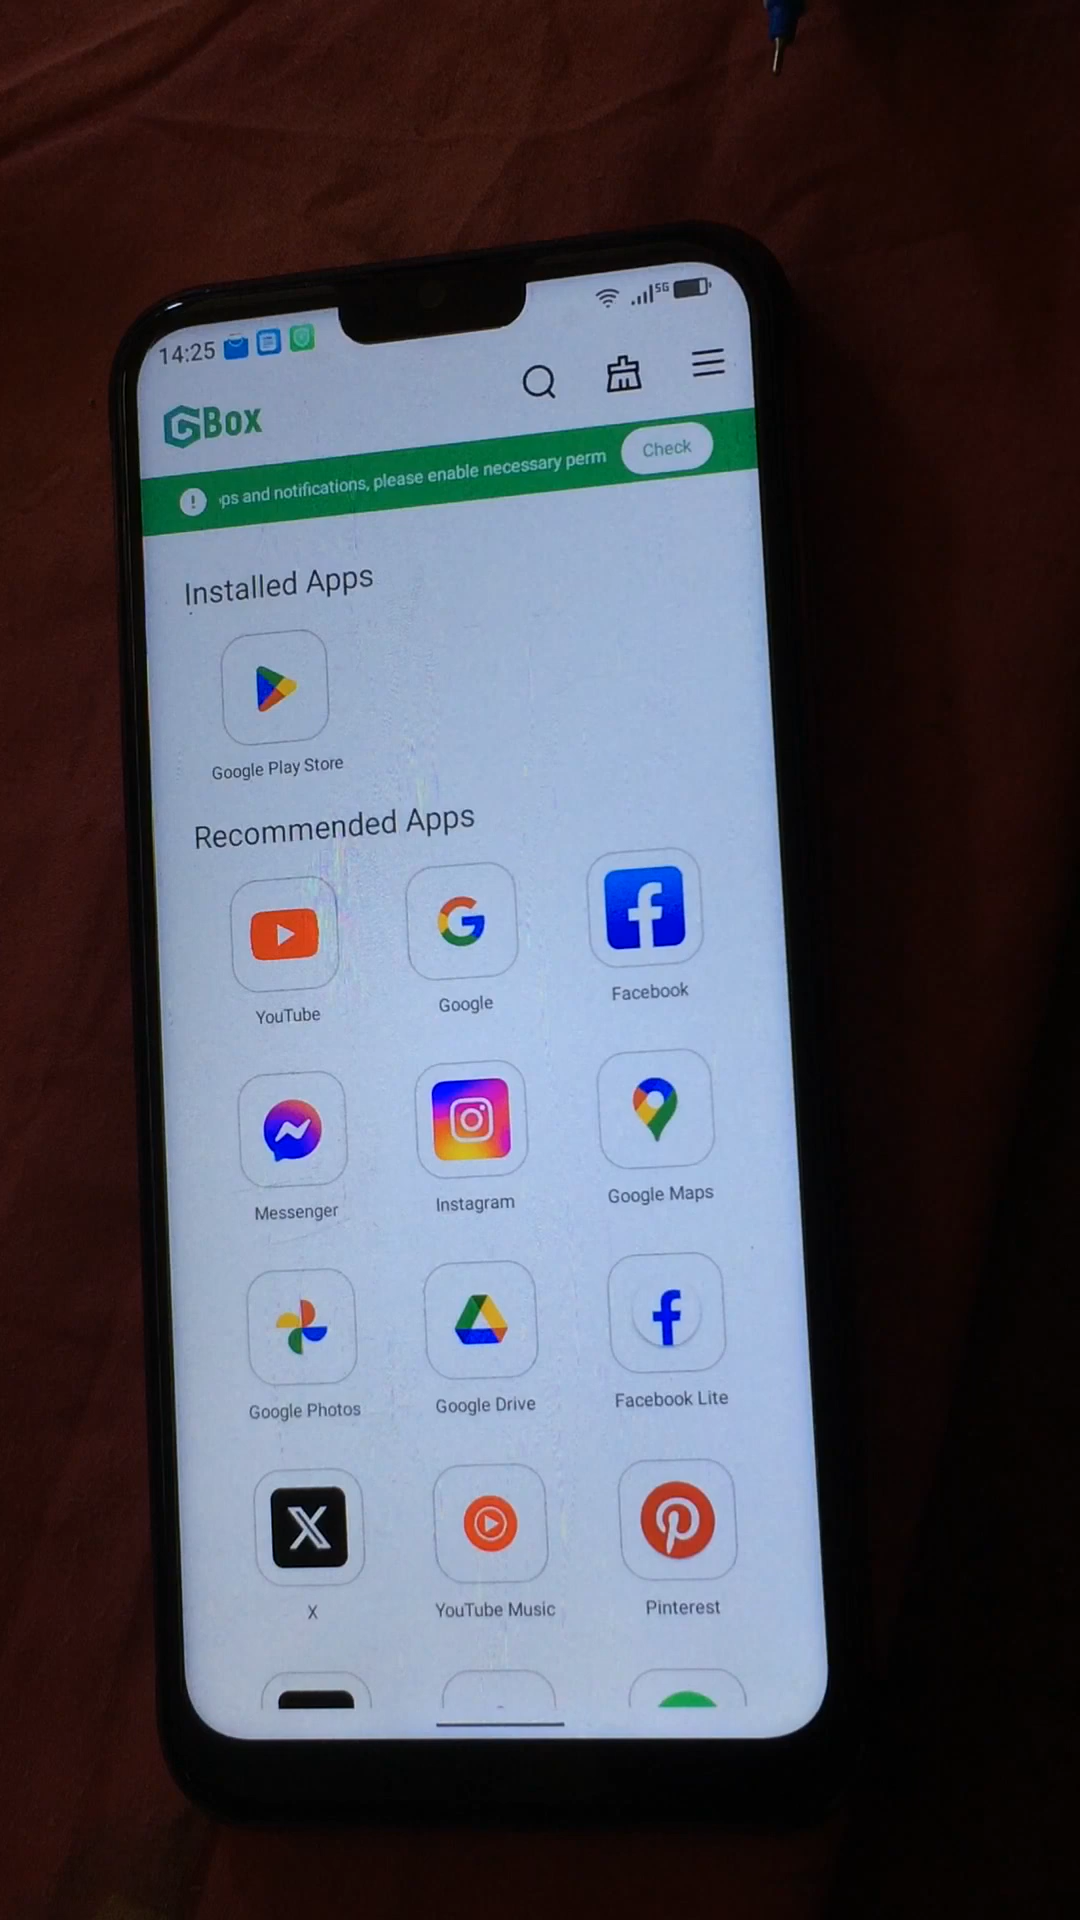 14:25
5G
GBox
ps and notifications, please enable necessary perm
Check
Installed Apps
Google Play Store
Recommended Apps
YouTube
Google
Facebook
Messenger
Instagram
Google Maps
Google Photos
Google Drive
Facebook Lite
X
YouTube Music
Pinterest